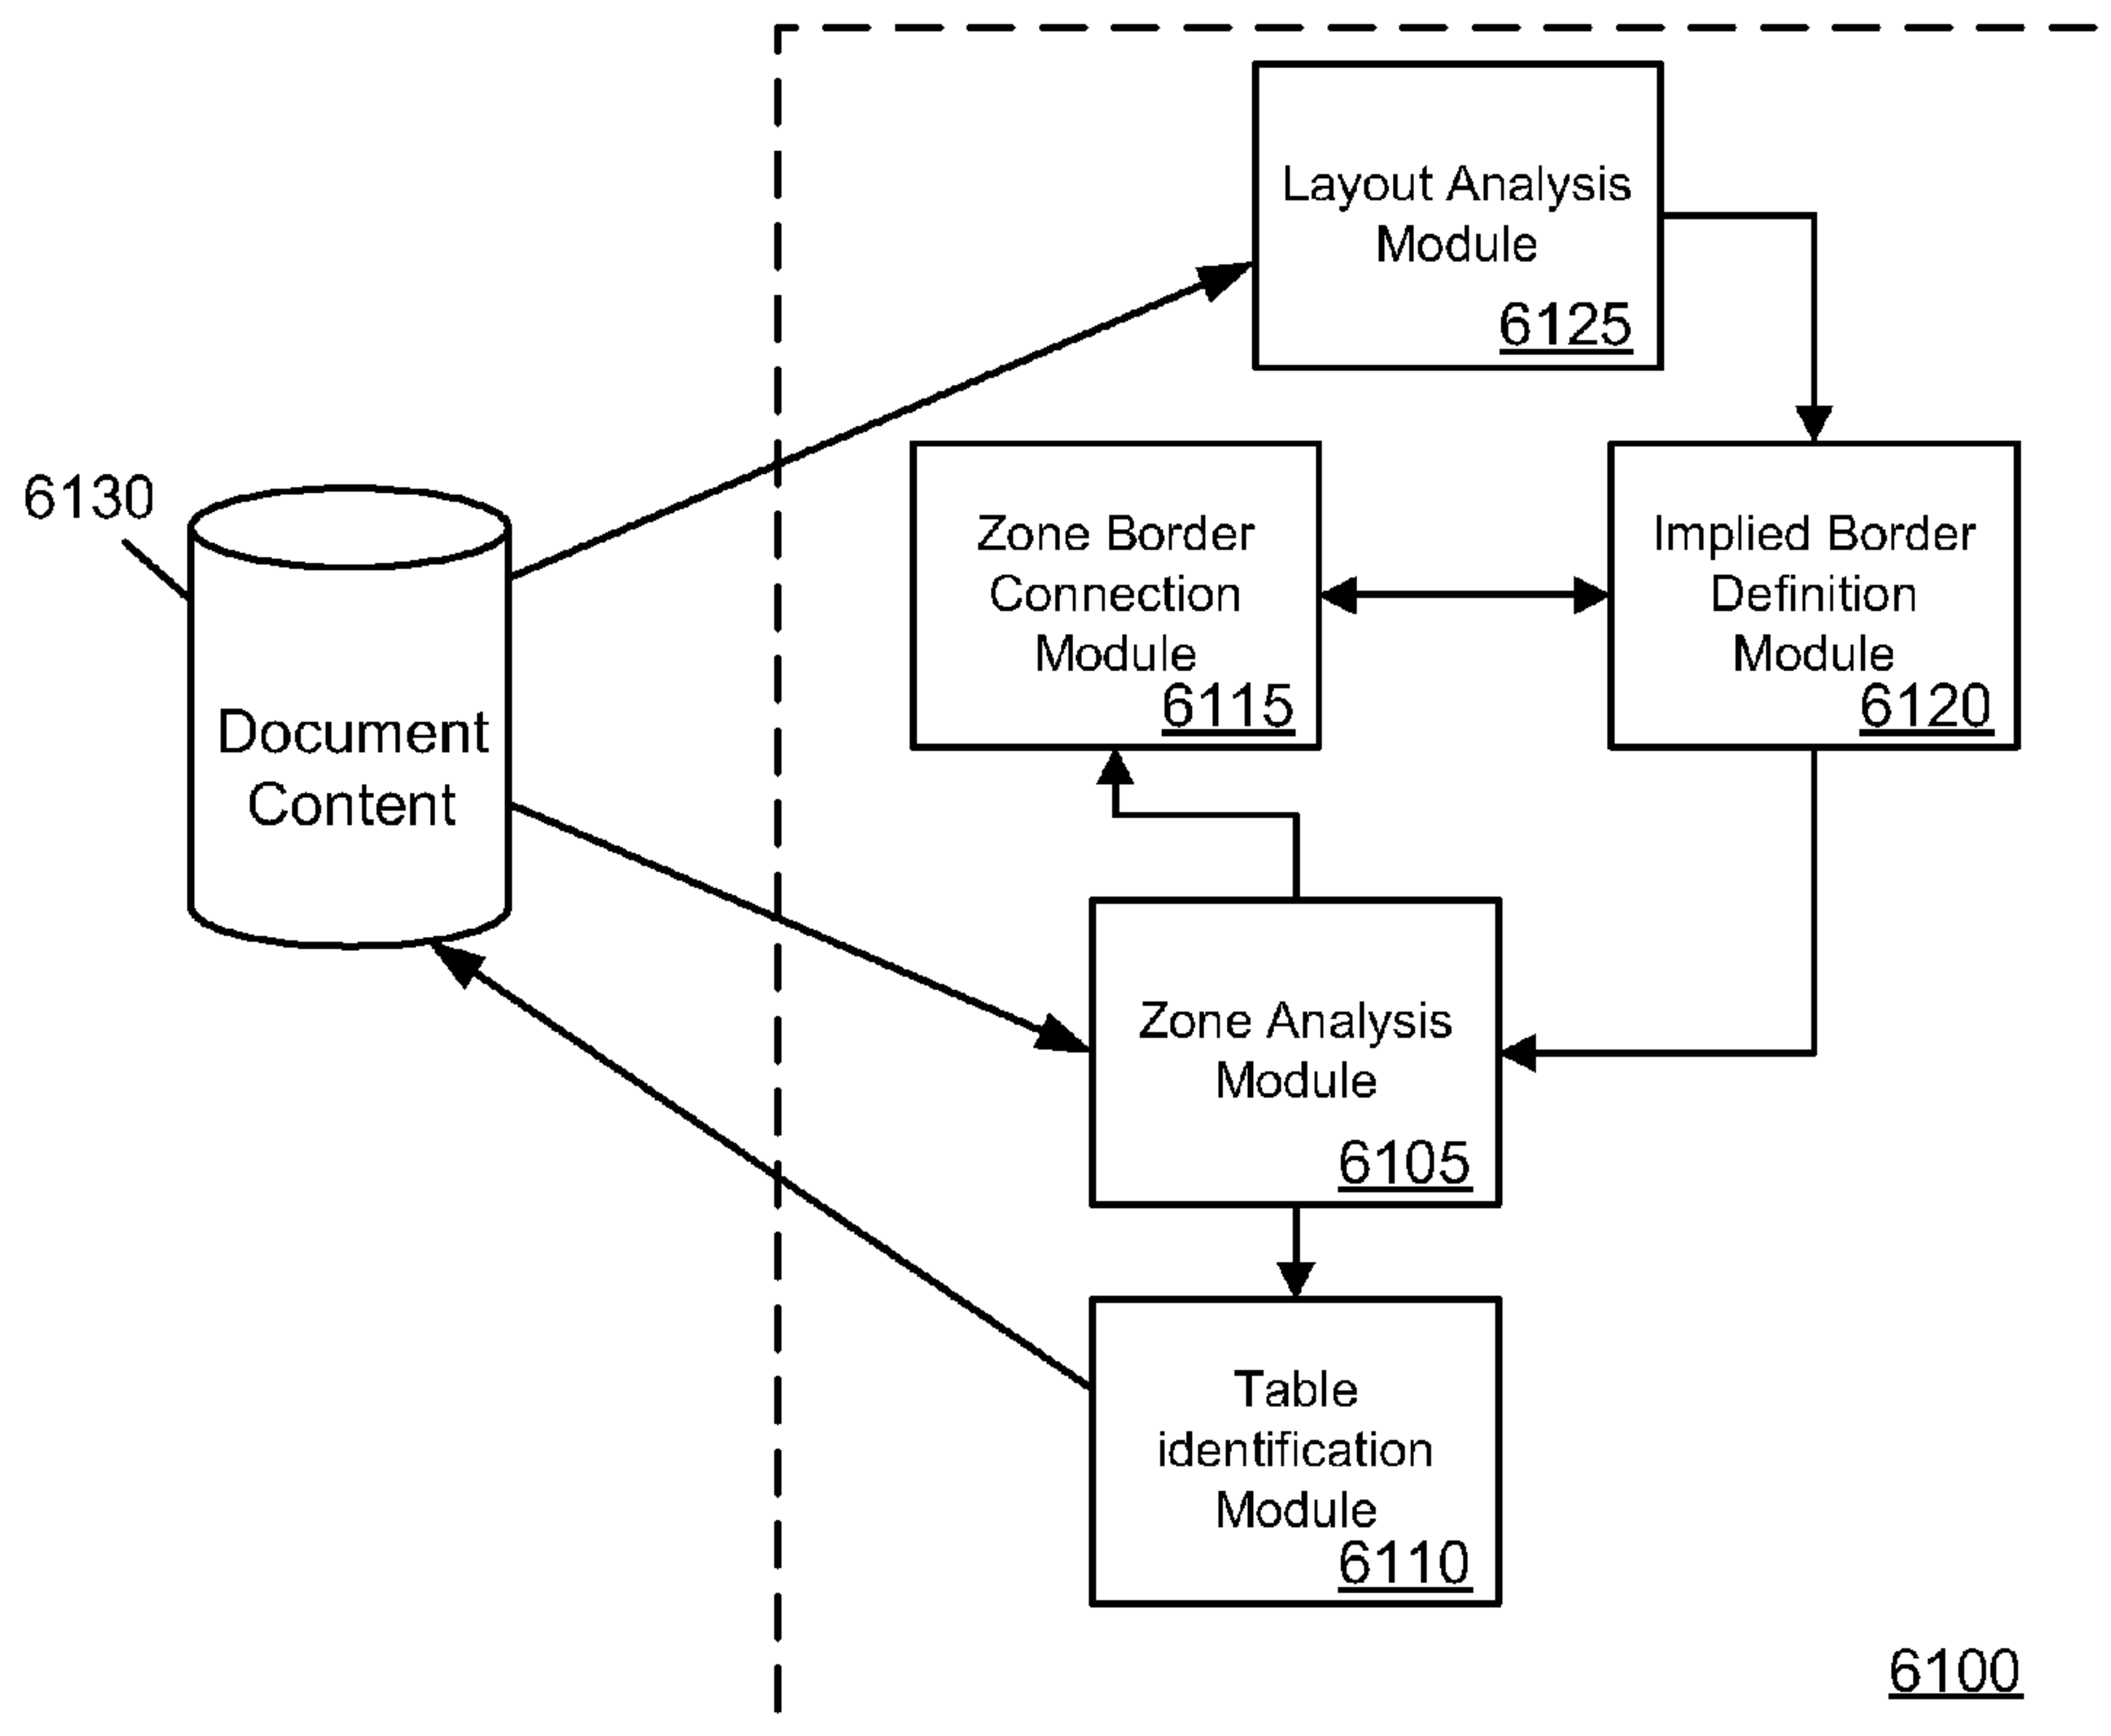 Layout Analysis
Module
6125
6130
Document
Content
Zone Border
Connection
Module
6115
Implied Border
Definition
Module
6120
Zone Analysis
Module
6105
Table
identification
Module
6110
6100